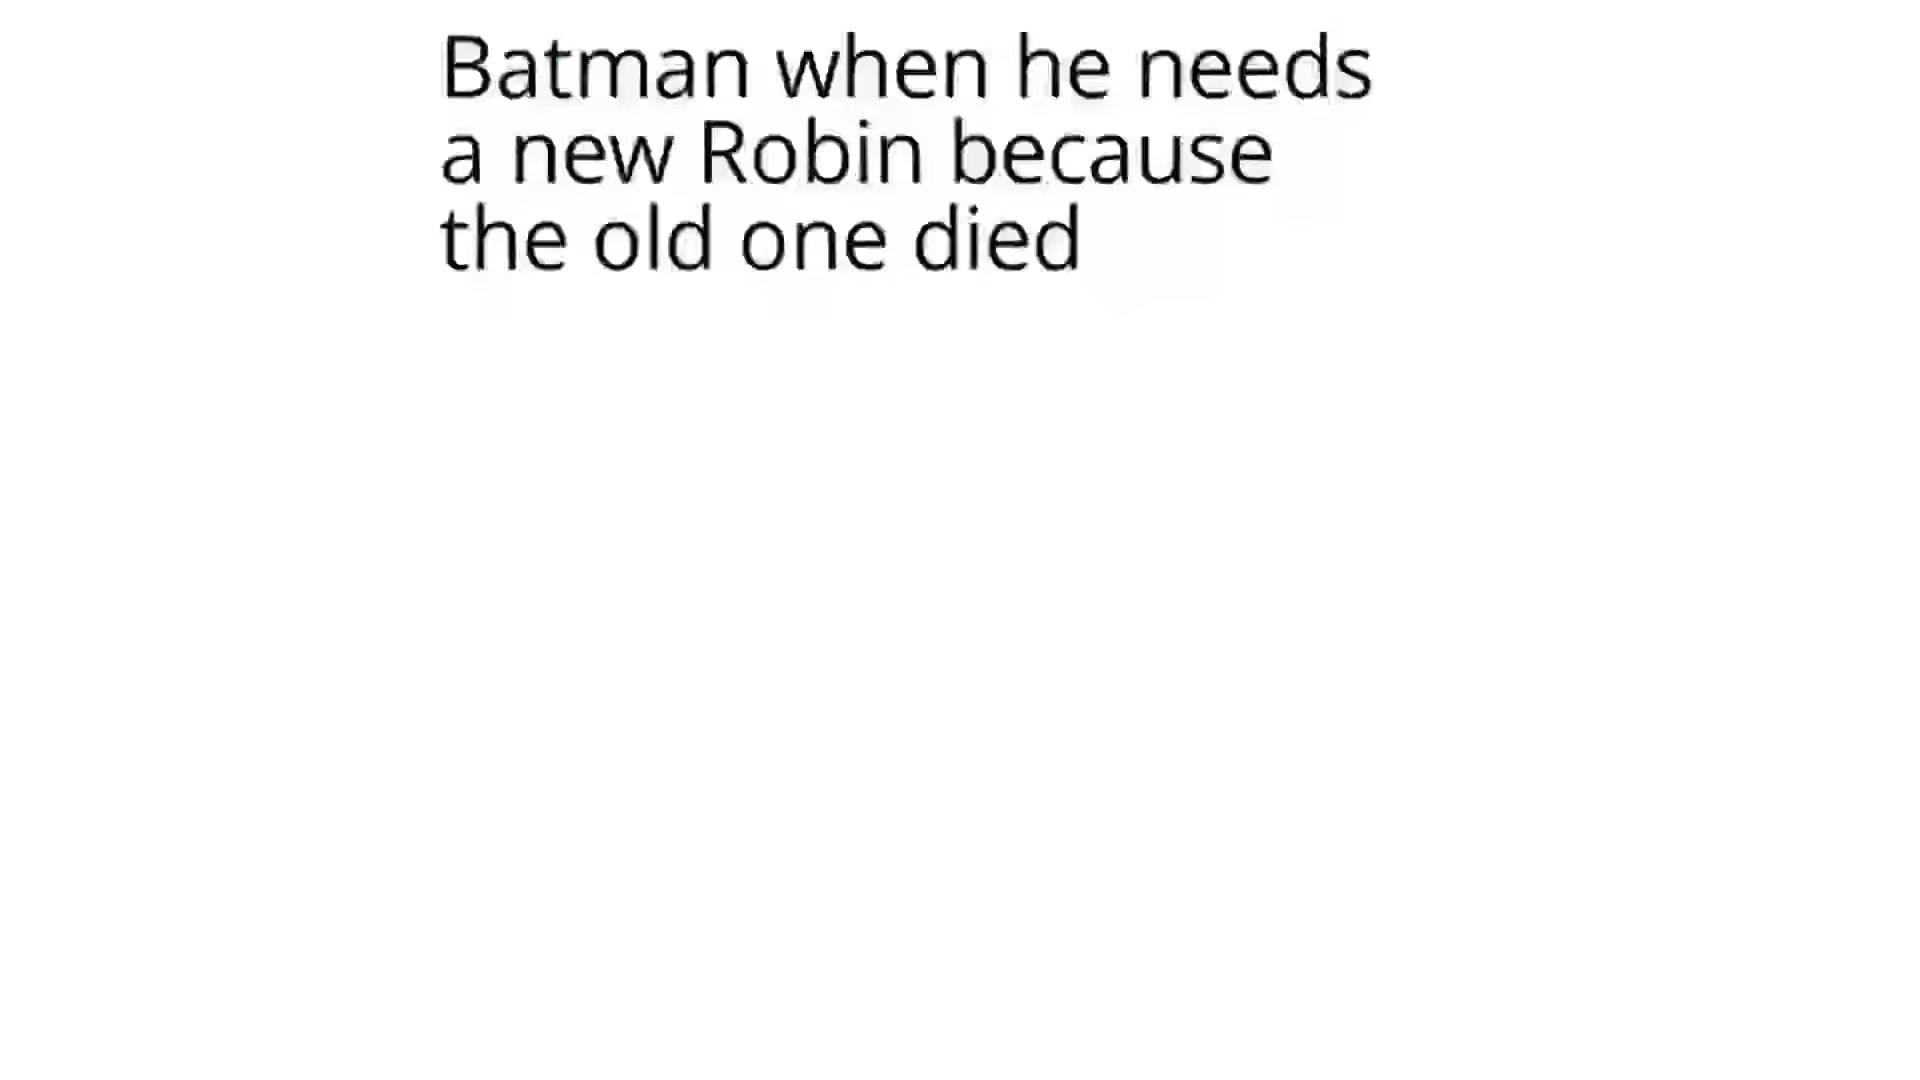 Batman when he needs
a new Robin because
the old one died